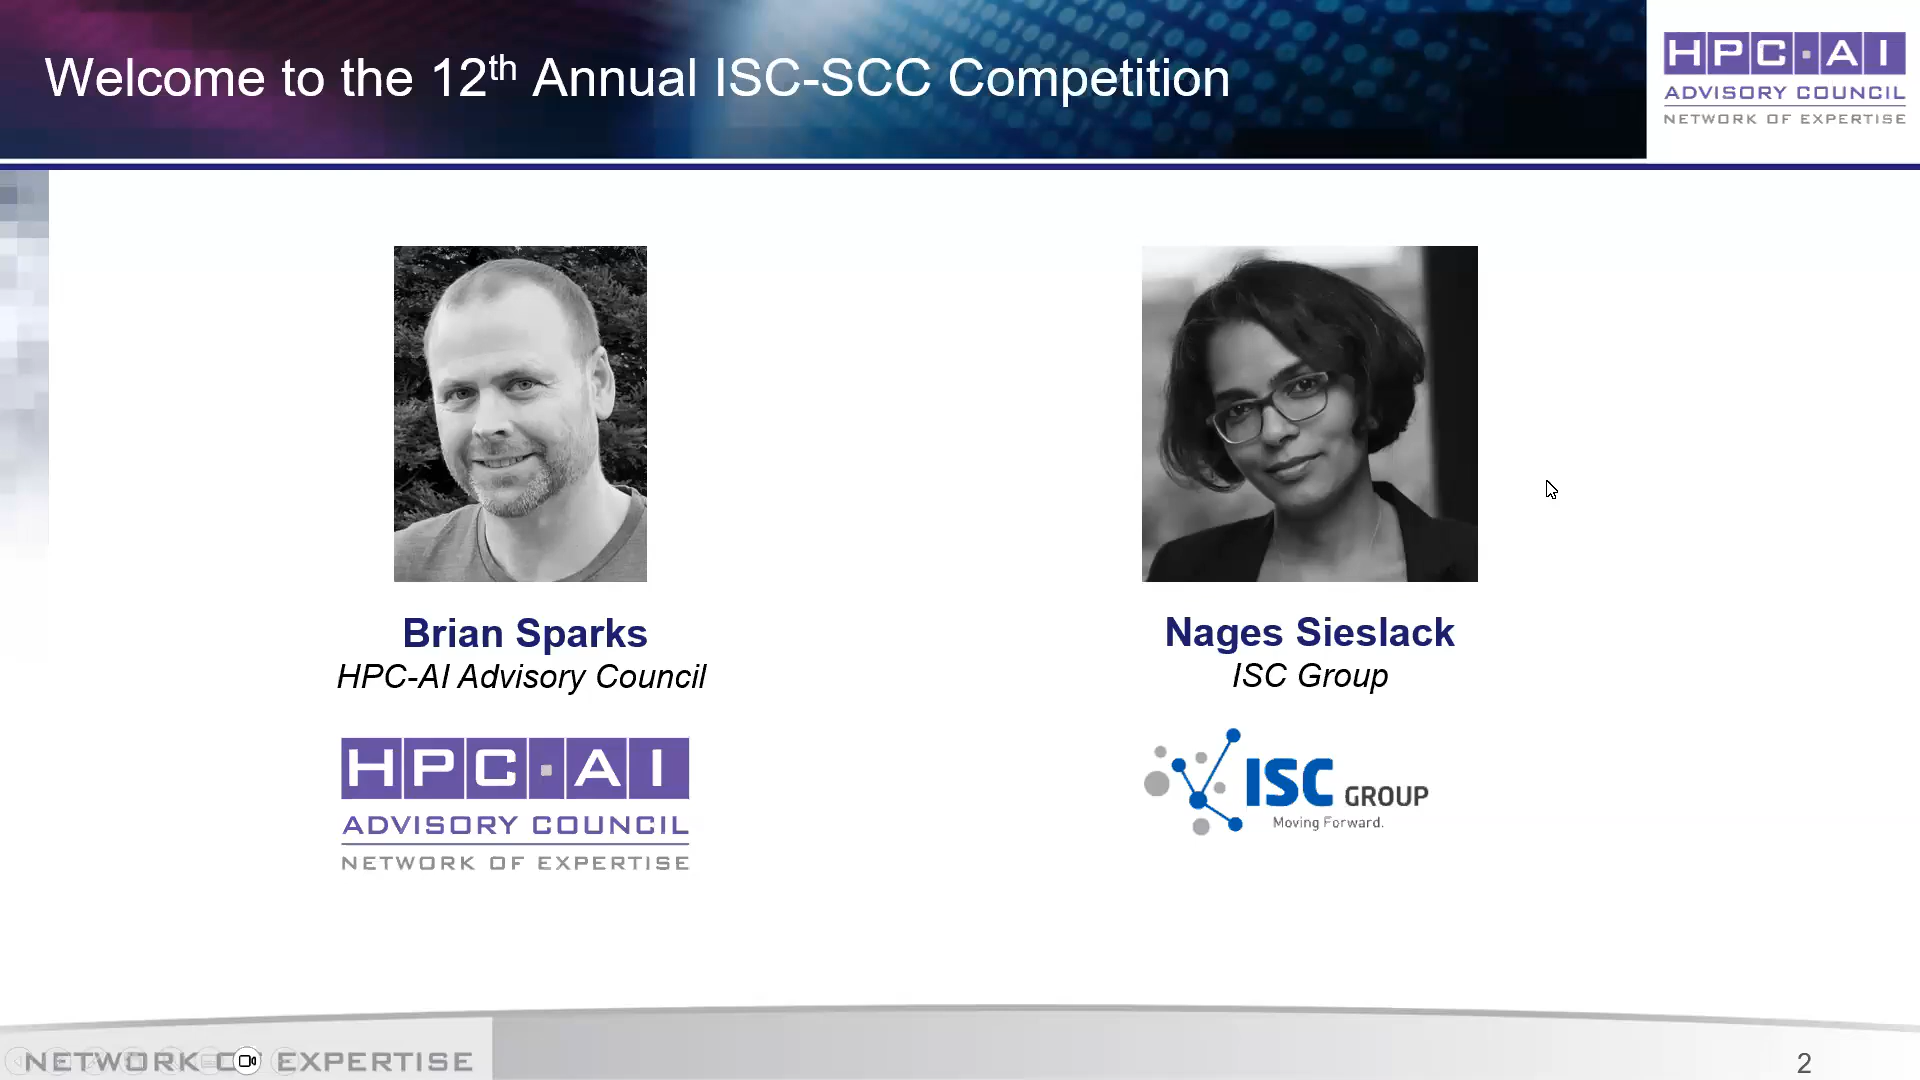 Welcome to the 12th Annual ISC-SCC Competition
HPC·AI
ADVISORY COUNCIL
NETWORK OF EXPERTISE
Brian Sparks
HPC-AI Advisory Council
HPC·AI
ADVISORY COUNCIL
NETWORK OF EXPERTISE
Nages Sieslack
ISC Group
ISC GROUP
Moving Forward.
NETWORK OF EXPERTISE
2